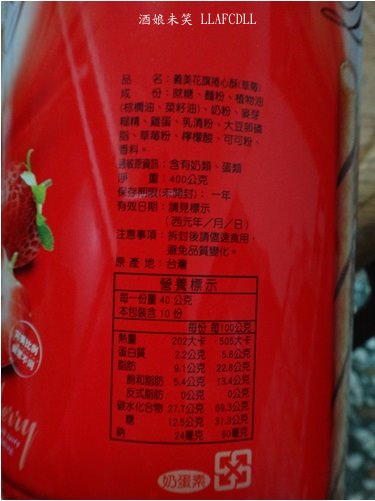 酒娘未笑 LLAFCDLL
品　名：義美花旗捲心酥(草莓)
成　份：蔗糖、麵粉、植物油
(棕櫚油、菜籽油)、奶粉、麥芽
糊精、雞蛋、乳清粉、大豆卵磷
脂、草莓粉、檸檬酸、可可粉、
香料。
過敏原資訊：含有奶類、蛋類
淨　重：400公克
保存期限(未開封)：一年
有效日期：請見標示
(西元年/月/日)
注意事項：拆封後請儘速食用，
避免品質變化。
原 產 地：台灣
營養標示
每一份量 40 公克
本包裝含 10 份
每份 每100公克
熱量 202大卡 505大卡
蛋白質 2.2公克 5.6公克
脂肪 9.1公克 22.8公克
飽和脂肪 5.4公克 13.4公克
反式脂肪 0公克 0公克
碳水化合物 27.7公克 69.3公克
糖 12.5公克 31.3公克
鈉 24毫克 60毫克
奶蛋素